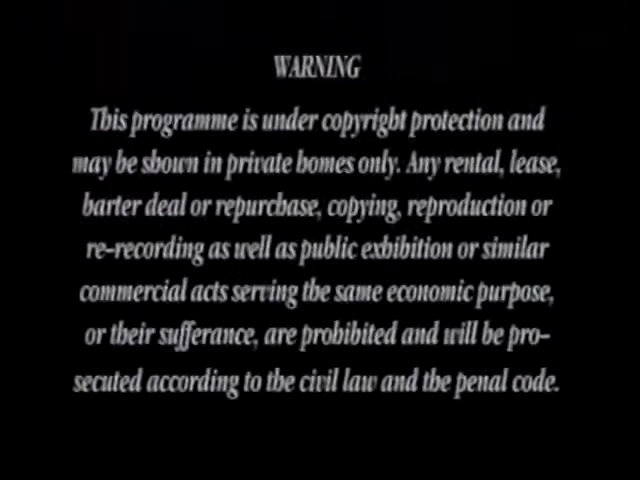 WARNING
This programme is under copyright protection and
may be shown in private homes only. Any rental, lease,
barter deal or repurchase, copying, reproduction or
re-recording as well as public exhibition or similar
commercial acts serving the same economic purpose,
or their sufferance, are prohibited and will be pro-
secuted according to the civil law and the penal code.